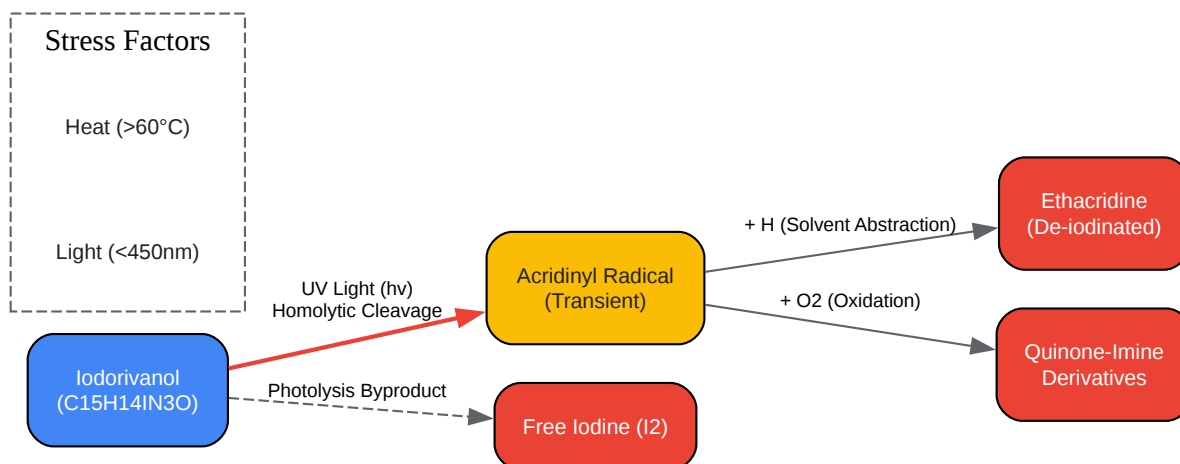 Stress Factors
Heat (>60°C)
Light (<450nm)
Iodorivanol
(C15H14IN3O)
UV Light (hv)
Homolytic Cleavage
Photolysis Byproduct
Acridinyl Radical
(Transient)
Free Iodine (I2)
+ H (Solvent Abstraction)
+ O2 (Oxidation)
Ethacridine
(De-iodinated)
Quinone-Imine
Derivatives